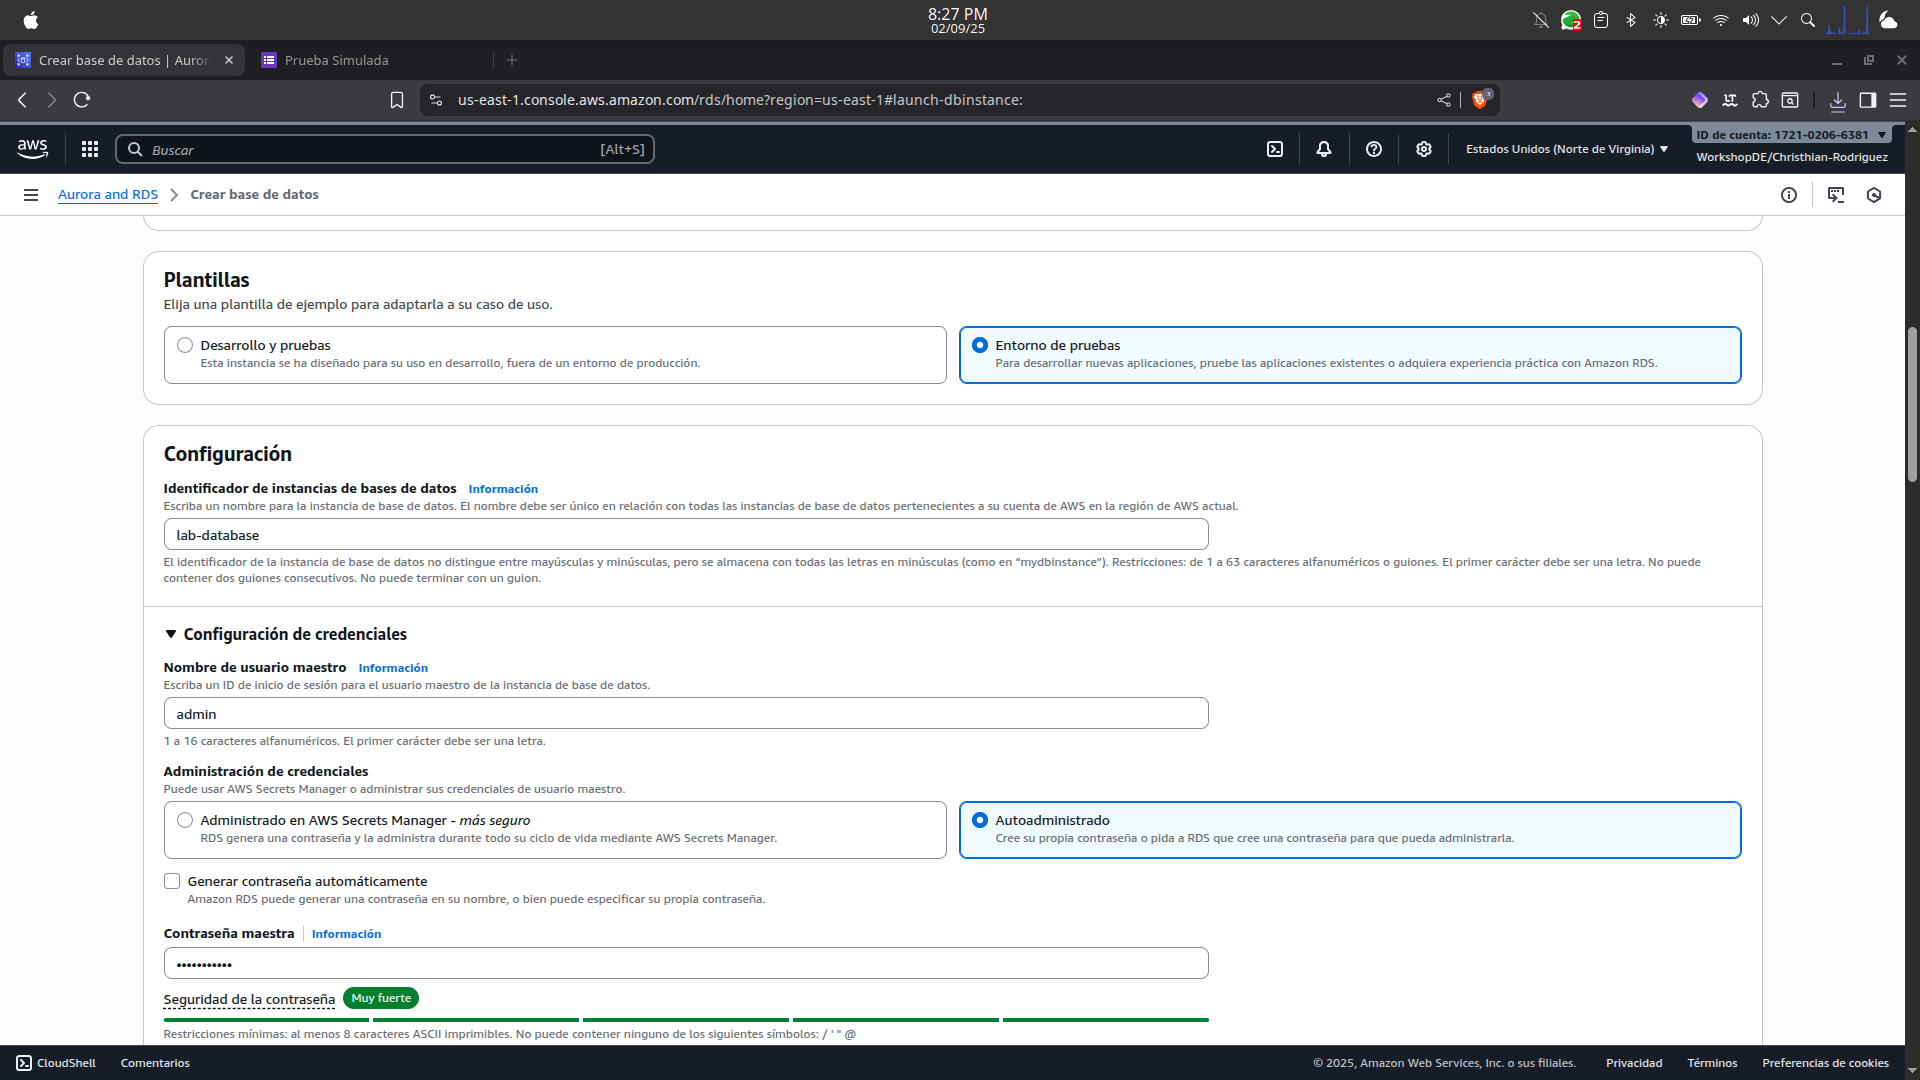 8:27 PM
02/09/25
2
Crear base de datos | Auror
Prueba Simulada
us-east-1.console.aws.amazon.com/rds/home?region=us-east-1#launch-dbinstance:
3
aws
Buscar
[Alt+S]
Estados Unidos (Norte de Virginia)
ID de cuenta: 1721-0206-6381
WorkshopDE/Christhian-Rodriguez
Aurora and RDS
Crear base de datos
Plantillas
Elija una plantilla de ejemplo para adaptarla a su caso de uso.
Desarrollo y pruebas
Esta instancia se ha diseñado para su uso en desarrollo, fuera de un entorno de producción.
Entorno de pruebas
Para desarrollar nuevas aplicaciones, pruebe las aplicaciones existentes o adquiera experiencia práctica con Amazon RDS.
Configuración
Identificador de instancias de bases de datos Información
Escriba un nombre para la instancia de base de datos. El nombre debe ser único en relación con todas las instancias de base de datos pertenecientes a su cuenta de AWS en la región de AWS actual.
lab-database
El identificador de la instancia de base de datos no distingue entre mayúsculas y minúsculas, pero se almacena con todas las letras en minúsculas (como en "mydbinstance"). Restricciones: de 1 a 63 caracteres alfanuméricos o guiones. El primer carácter debe ser una letra. No puede
contener dos guiones consecutivos. No puede terminar con un guion.
Configuración de credenciales
Nombre de usuario maestro Información
Escriba un ID de inicio de sesión para el usuario maestro de la instancia de base de datos.
admin
1 a 16 caracteres alfanuméricos. El primer carácter debe ser una letra.
Administración de credenciales
Puede usar AWS Secrets Manager o administrar sus credenciales de usuario maestro.
Administrado en AWS Secrets Manager - más seguro
RDS genera una contraseña y la administra durante todo su ciclo de vida mediante AWS Secrets Manager.
Autoadministrado
Cree su propia contraseña o pida a RDS que cree una contraseña para que pueda administrarla.
Generar contraseña automáticamente
Amazon RDS puede generar una contraseña en su nombre, o bien puede especificar su propia contraseña.
Contraseña maestra Información
•••••••••••
Seguridad de la contraseña Muy fuerte
Restricciones mínimas: al menos 8 caracteres ASCII imprimibles. No puede contener ninguno de los siguientes símbolos: / ' " @
CloudShell
Comentarios
© 2025, Amazon Web Services, Inc. o sus filiales.
Privacidad
Términos
Preferencias de cookies